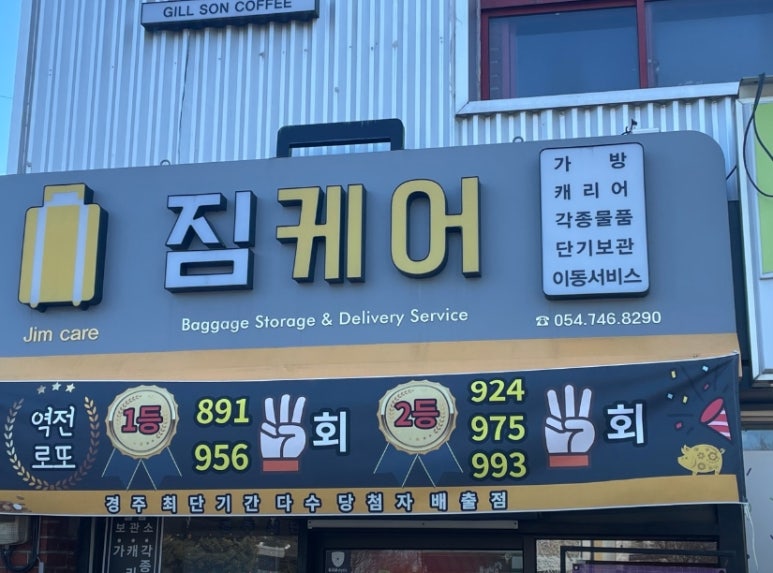 GILL SON COFFEE
짐케어
가방
캐리어
각종물품
단기보관
이동서비스
Jim care
Baggage Storage & Delivery Service
☎ 054.746.8290
역전
로또
1등
891
956
회
2등
924
975
993
회
경주 최단기간 다수 당첨자 배출점